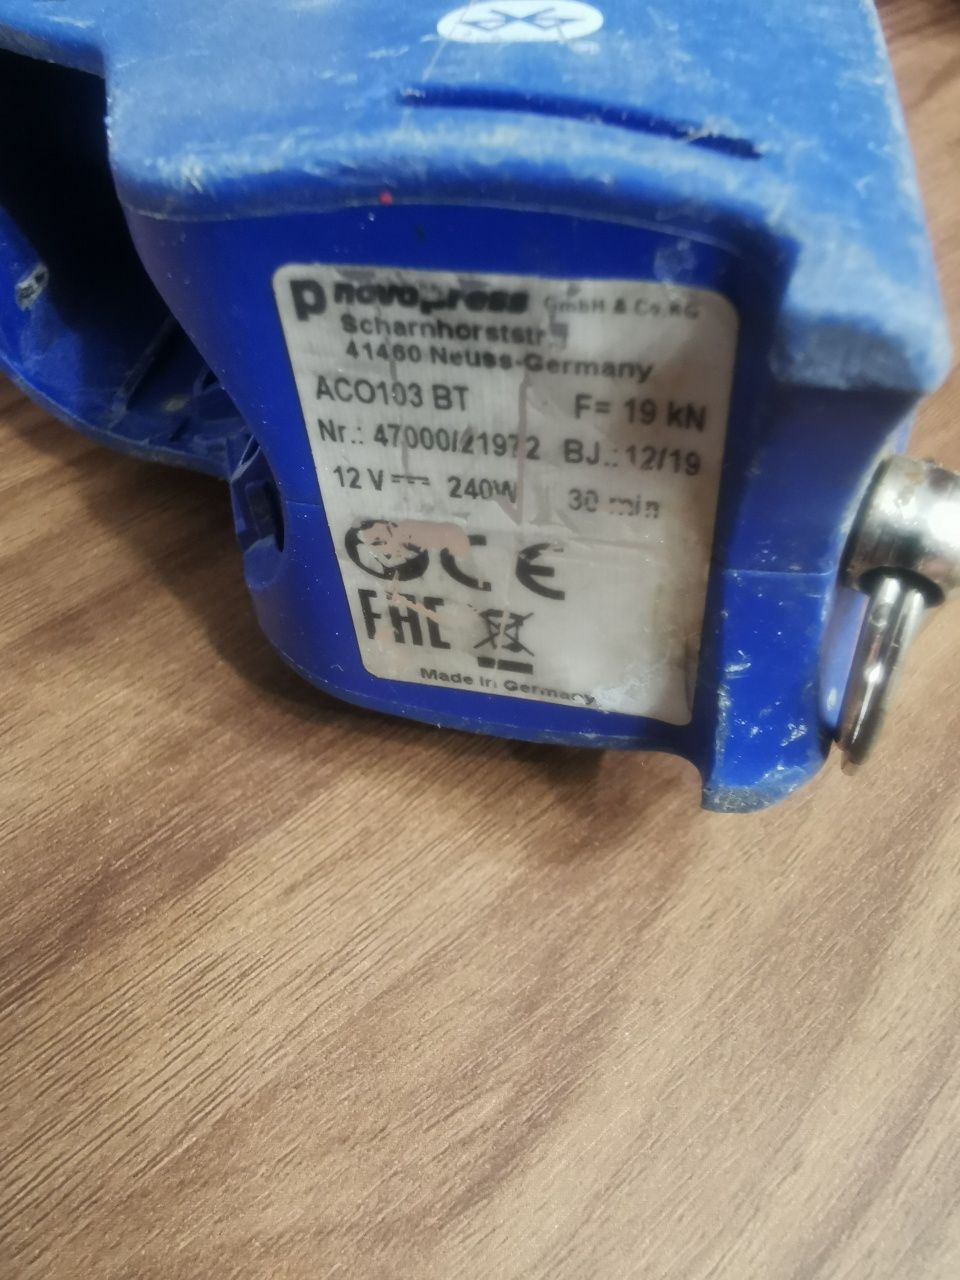 novopress GmbH & Co. KG
Scharnhorststr.
41460 Neuss-Germany
ACO103 BT F= 19 kN
Nr.: 47000/21972 BJ.: 12/19
12 V 240W 30 min
CE
EAC
Made in Germany